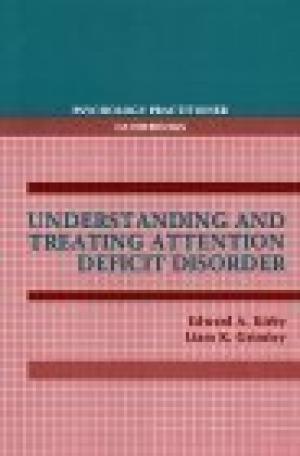 PSYCHOLOGY PRACTITIONER
GUIDEBOOKS
UNDERSTANDING AND
TREATING ATTENTION
DEFICIT DISORDER
Edward A. Kirby
Liam K. Grimley